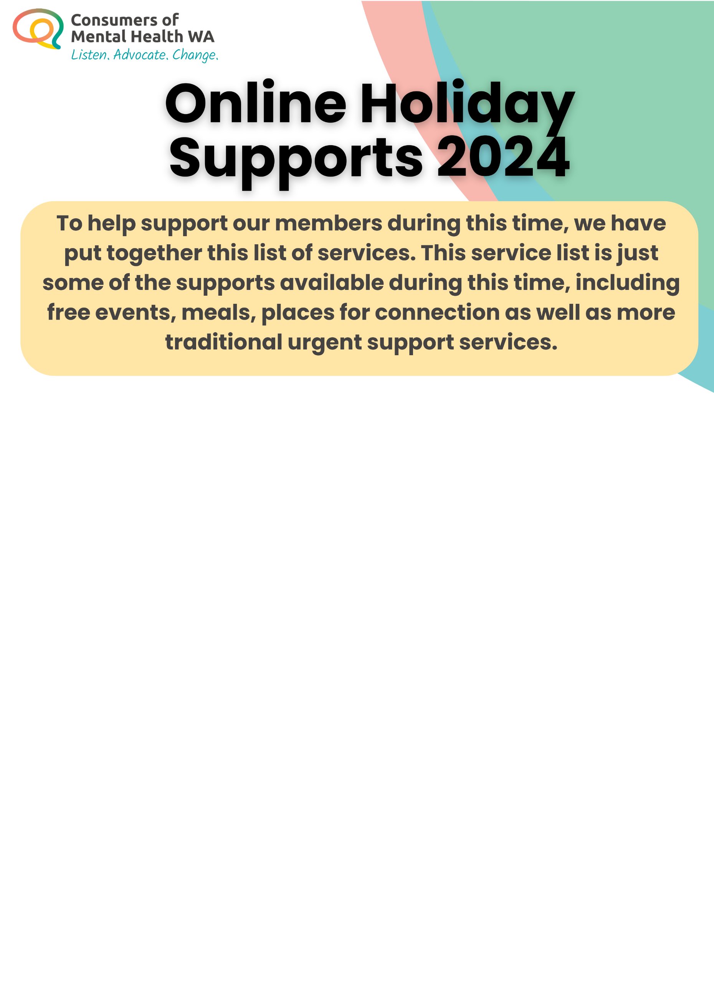 Consumers of
Mental Health WA
Listen. Advocate. Change.
Online Holiday
Supports 2024
To help support our members during this time, we have
put together this list of services. This service list is just
some of the supports available during this time, including
free events, meals, places for connection as well as more
traditional urgent support services.